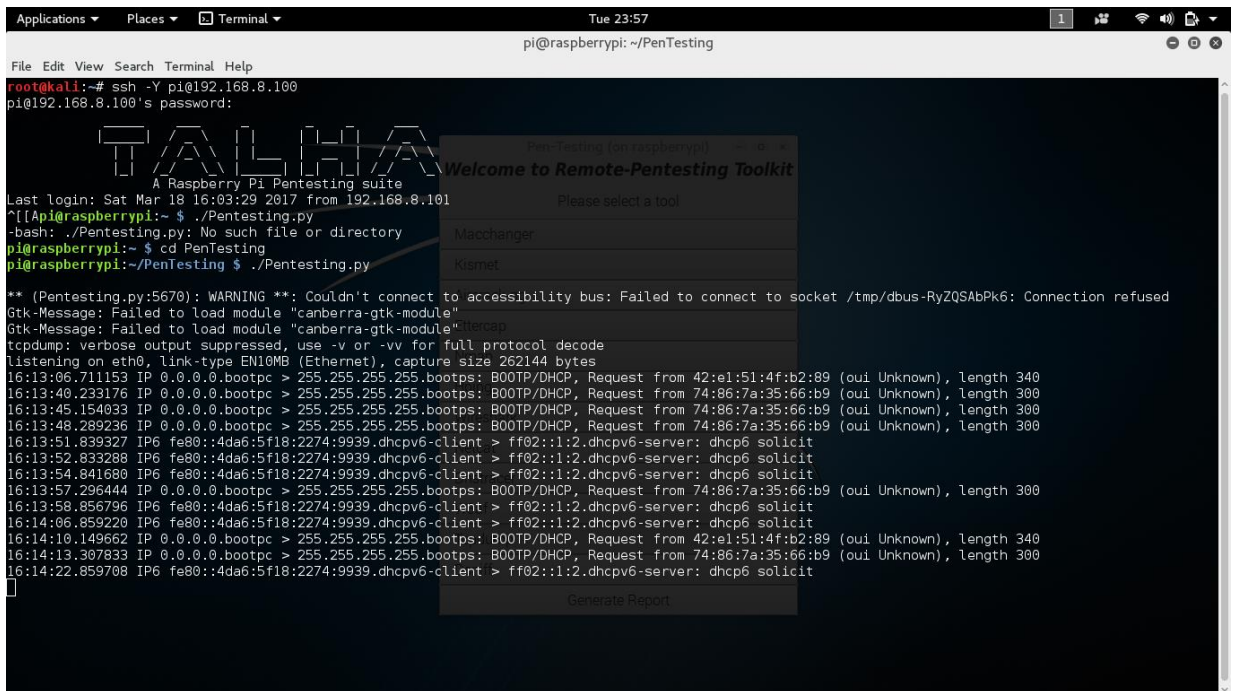 Applications Places Terminal Tue 23:57 1
pi@raspberrypi: ~/PenTesting
File Edit View Search Terminal Help
root@kali:~# ssh -Y pi@192.168.8.100
pi@192.168.8.100's password:
TALHA
A Raspberry Pi Pentesting suite
Last login: Sat Mar 18 16:03:29 2017 from 192.168.8.101
^[[Api@raspberrypi:~ $ ./Pentesting.py
-bash: ./Pentesting.py: No such file or directory
pi@raspberrypi:~ $ cd PenTesting
pi@raspberrypi:~/PenTesting $ ./Pentesting.py
** (Pentesting.py:5670): WARNING **: Couldn't connect to accessibility bus: Failed to connect to socket /tmp/dbus-RyZQSAbPk6: Connection refused
Gtk-Message: Failed to load module "canberra-gtk-module"
Gtk-Message: Failed to load module "canberra-gtk-module"
tcpdump: verbose output suppressed, use -v or -vv for full protocol decode
listening on eth0, link-type EN10MB (Ethernet), capture size 262144 bytes
16:13:06.711153 IP 0.0.0.0.bootpc > 255.255.255.255.bootps: BOOTP/DHCP, Request from 42:e1:51:4f:b2:89 (oui Unknown), length 340
16:13:40.233176 IP 0.0.0.0.bootpc > 255.255.255.255.bootps: BOOTP/DHCP, Request from 74:86:7a:35:66:b9 (oui Unknown), length 300
16:13:45.154033 IP 0.0.0.0.bootpc > 255.255.255.255.bootps: BOOTP/DHCP, Request from 74:86:7a:35:66:b9 (oui Unknown), length 300
16:13:48.289236 IP 0.0.0.0.bootpc > 255.255.255.255.bootps: BOOTP/DHCP, Request from 74:86:7a:35:66:b9 (oui Unknown), length 300
16:13:51.839327 IP6 fe80::4da6:5f18:2274:9939.dhcpv6-client > ff02::1:2.dhcpv6-server: dhcp6 solicit
16:13:52.833288 IP6 fe80::4da6:5f18:2274:9939.dhcpv6-client > ff02::1:2.dhcpv6-server: dhcp6 solicit
16:13:54.841680 IP6 fe80::4da6:5f18:2274:9939.dhcpv6-client > ff02::1:2.dhcpv6-server: dhcp6 solicit
16:13:57.296444 IP 0.0.0.0.bootpc > 255.255.255.255.bootps: BOOTP/DHCP, Request from 74:86:7a:35:66:b9 (oui Unknown), length 300
16:13:58.856796 IP6 fe80::4da6:5f18:2274:9939.dhcpv6-client > ff02::1:2.dhcpv6-server: dhcp6 solicit
16:14:06.859220 IP6 fe80::4da6:5f18:2274:9939.dhcpv6-client > ff02::1:2.dhcpv6-server: dhcp6 solicit
16:14:10.149662 IP 0.0.0.0.bootpc > 255.255.255.255.bootps: BOOTP/DHCP, Request from 42:e1:51:4f:b2:89 (oui Unknown), length 340
16:14:13.307833 IP 0.0.0.0.bootpc > 255.255.255.255.bootps: BOOTP/DHCP, Request from 74:86:7a:35:66:b9 (oui Unknown), length 300
16:14:22.859708 IP6 fe80::4da6:5f18:2274:9939.dhcpv6-client > ff02::1:2.dhcpv6-server: dhcp6 solicit
Pen-Testing (on raspberrypi)
Welcome to Remote-Pentesting Toolkit
Please select a tool
Macchanger
Kismet
Ettercap
Generate Report